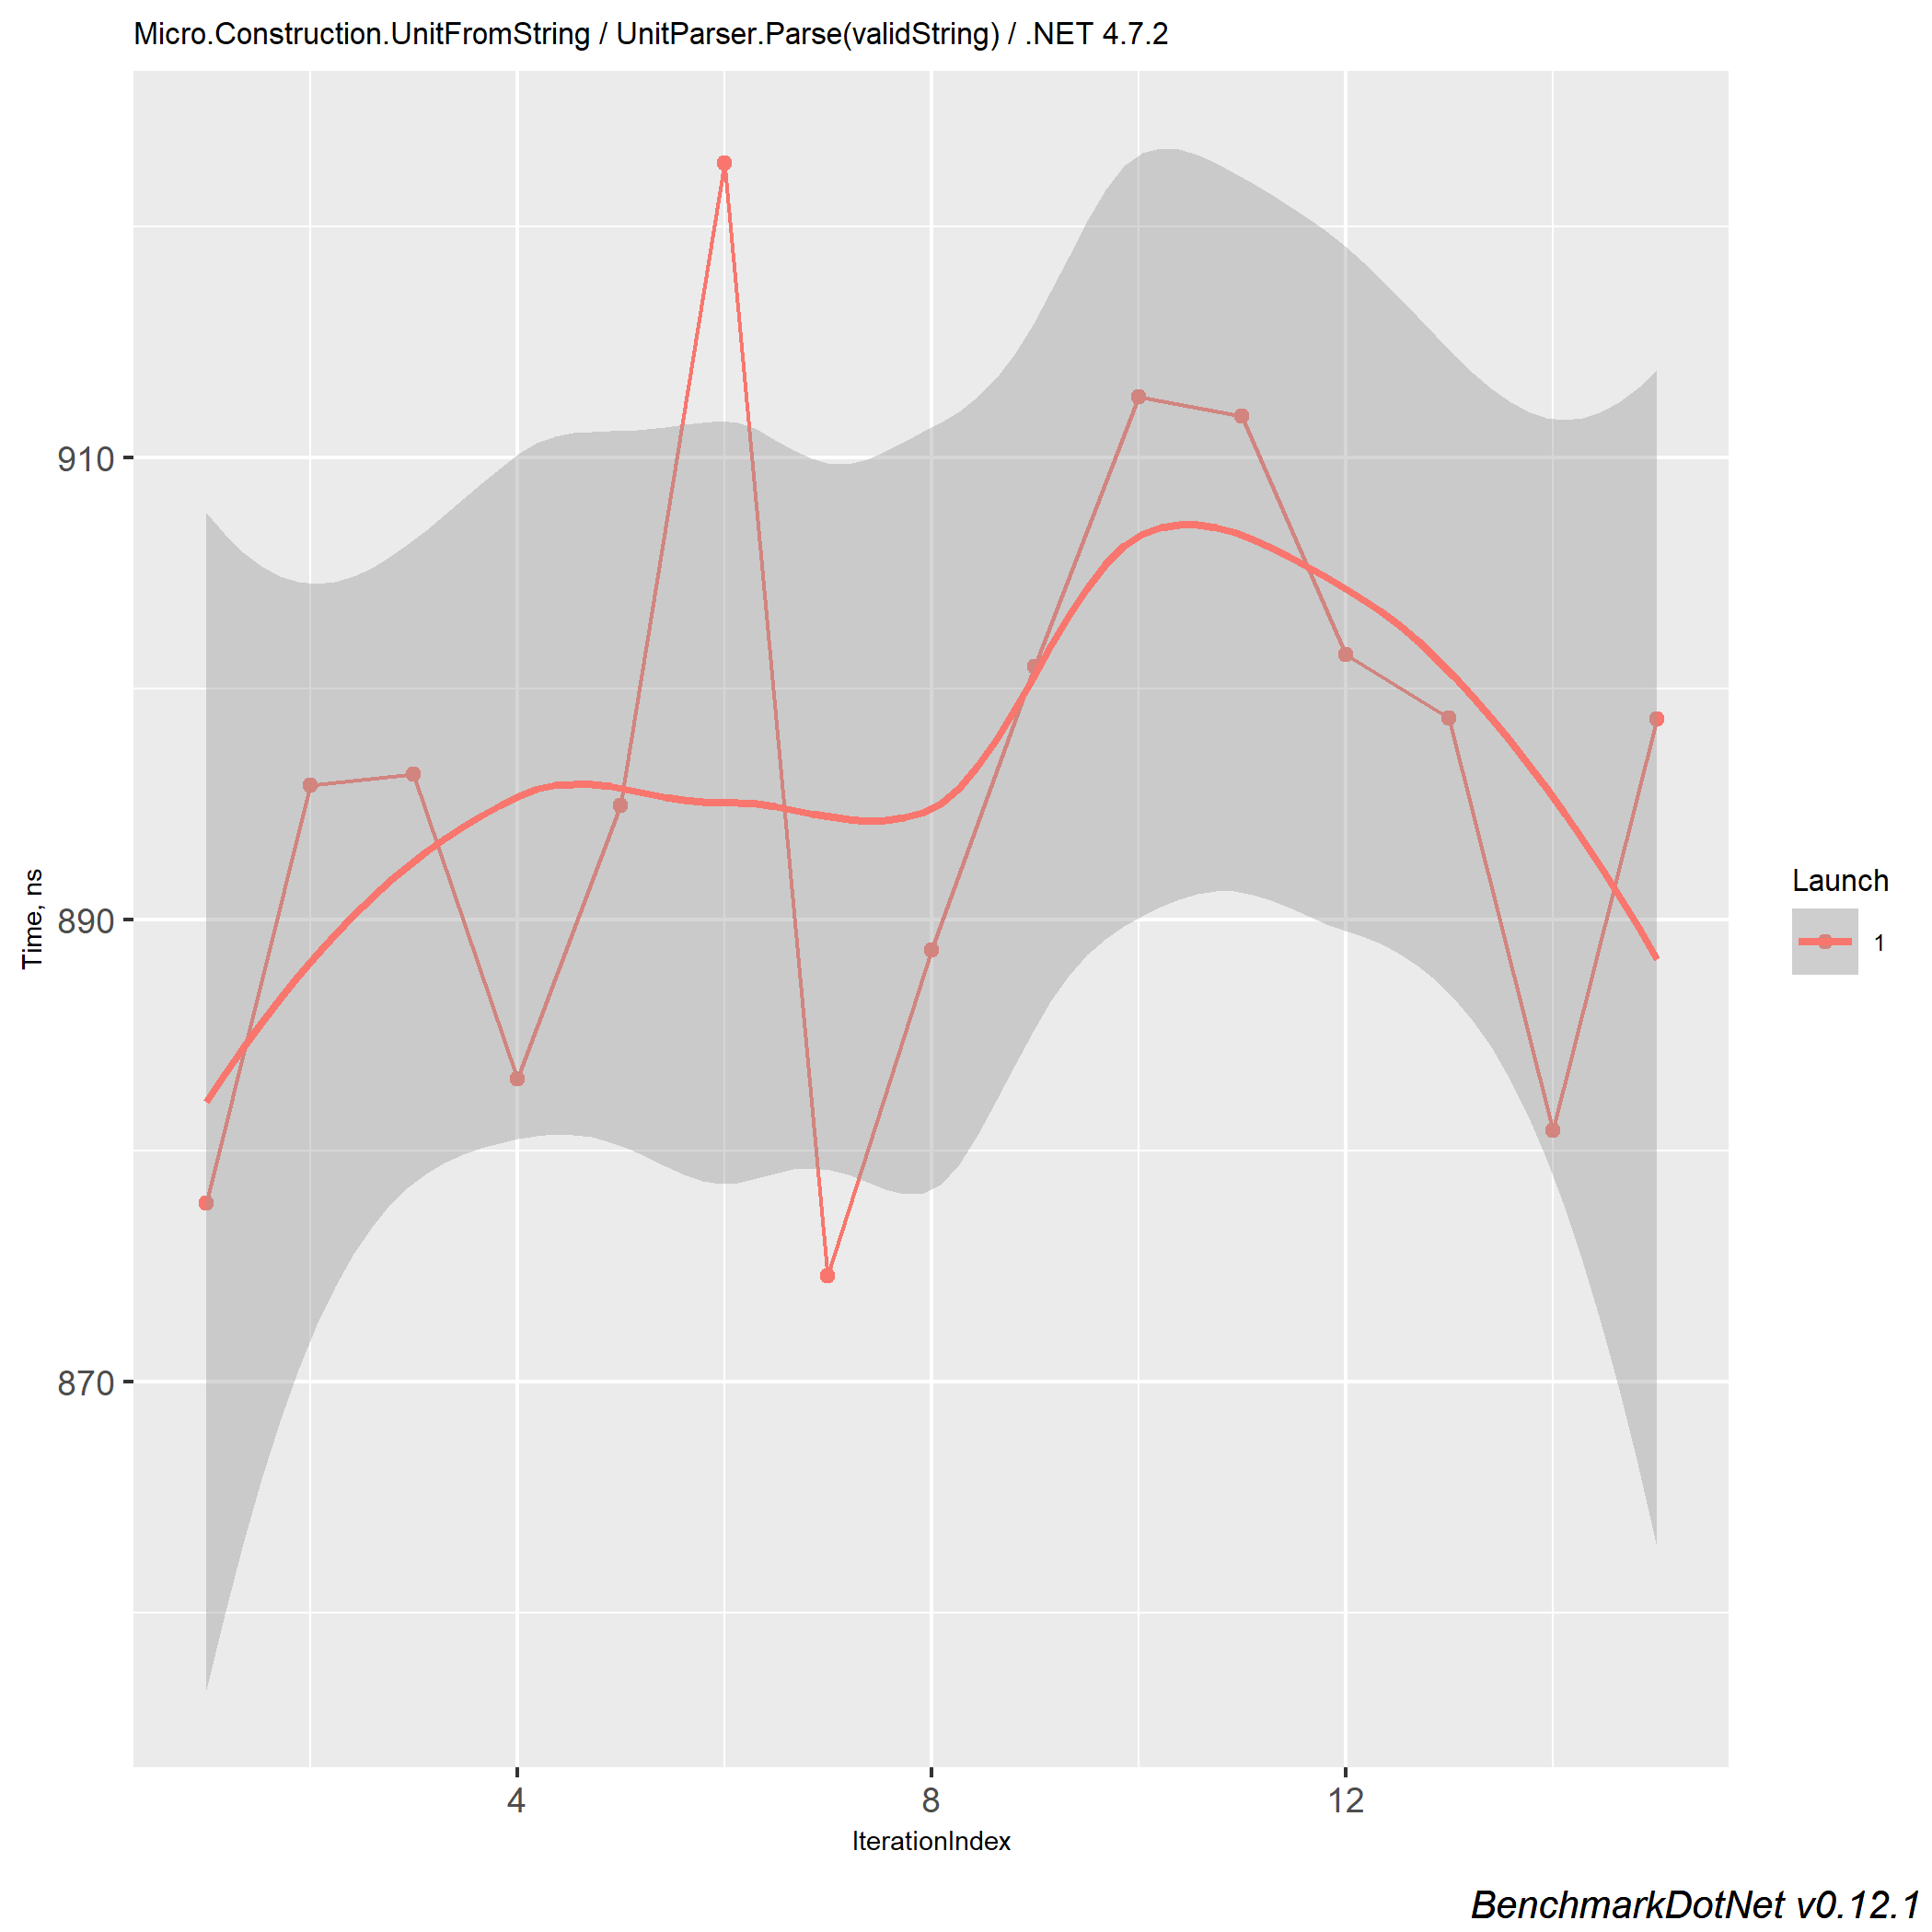 Micro.Construction.UnitFromString / UnitParser.Parse(validString) / .NET 4.7.2
910
890
870
Time, ns
4
8
12
IterationIndex
Launch
1
BenchmarkDotNet v0.12.1